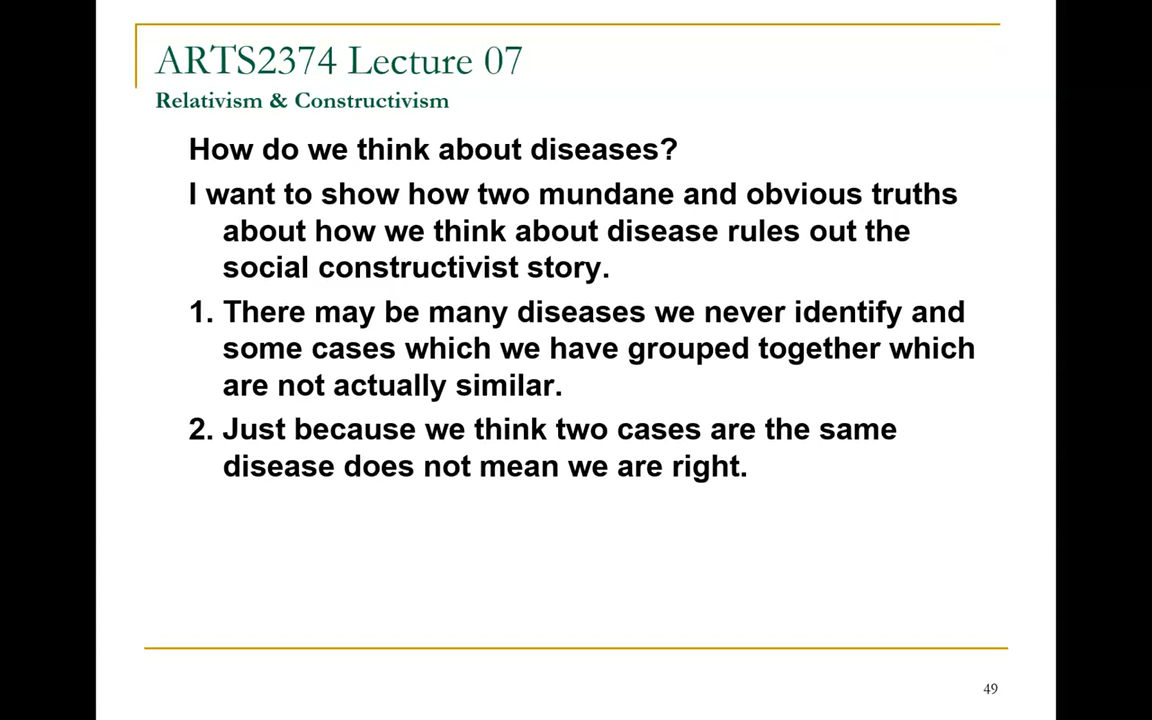 ARTS2374 Lecture 07
Relativism & Constructivism
How do we think about diseases?
I want to show how two mundane and obvious truths
about how we think about disease rules out the
social constructivist story.
1. There may be many diseases we never identify and
some cases which we have grouped together which
are not actually similar.
2. Just because we think two cases are the same
disease does not mean we are right.
49